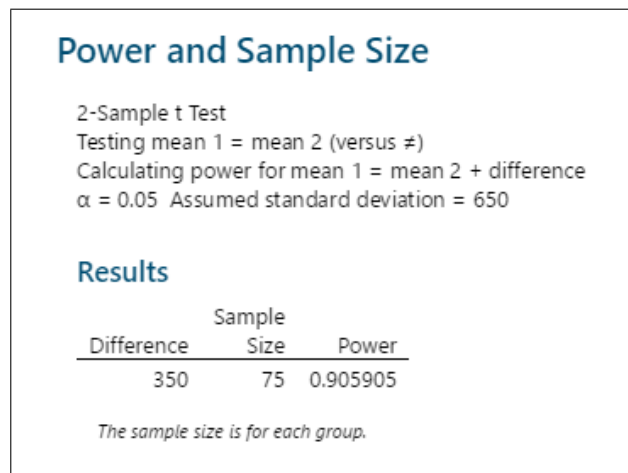 Power and Sample Size
2-Sample t Test
Testing mean 1 = mean 2 (versus ≠)
Calculating power for mean 1 = mean 2 + difference
α = 0.05 Assumed standard deviation = 650
Results
Sample
Difference Size Power
350 75 0.905905
The sample size is for each group.